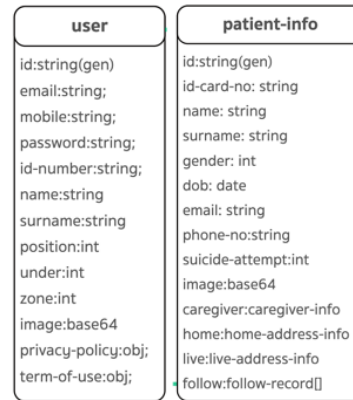 user
id:string(gen)
email:string;
mobile:string;
password:string;
id-number:string;
name:string
surname:string
position:int
under:int
zone:int
image:base64
privacy-policy:obj;
term-of-use:obj;
patient-info
id:string(gen)
id-card-no: string
name: string
surname: string
gender: int
dob: date
email: string
phone-no:string
suicide-attempt:int
image:base64
caregiver:caregiver-info
home:home-address-info
live:live-address-info
follow:follow-record[]